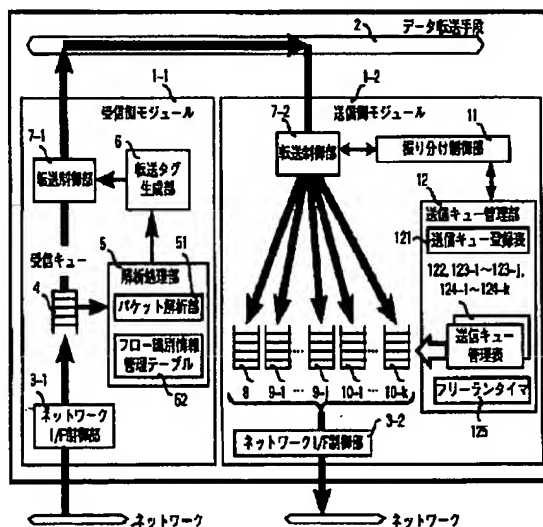 データ転送手段
2
1-1
1-2
受信側モジュール
送信側モジュール
7-1
6
7-2
11
転送制御部
転送タグ
生成部
転送制御部
振り分け制御部
12
送信キュー管理部
121
送信キュー登録表
受信キュー
4
5
51
解析処理部
パケット解析部
フロー識別情報
管理テーブル
52
122, 123-1～123-j,
124-1～124-k
送信キュー
管理表
8
9-1
…
9-j
10-1
…
10-k
フリーランタイマ
125
3-1
ネットワーク
I/F制御部
ネットワークI/F制御部
3-2
ネットワーク
ネットワーク